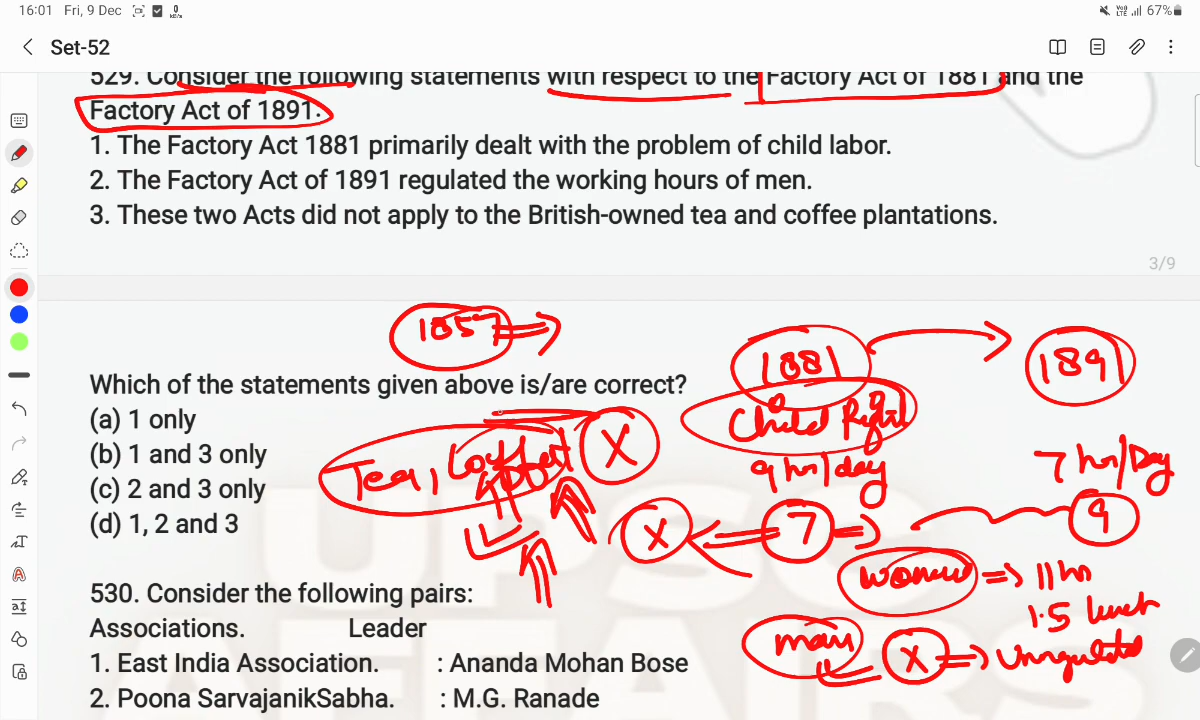 16:01 Fri, 9 Dec
67%
Set-52
529. Consider the following statements with respect to the Factory Act of 1881 and the
Factory Act of 1891.
1. The Factory Act 1881 primarily dealt with the problem of child labor.
2. The Factory Act of 1891 regulated the working hours of men.
3. These two Acts did not apply to the British-owned tea and coffee plantations.
3/9
1857
1881
1891
Which of the statements given above is/are correct?
(a) 1 only
Child Right
(b) 1 and 3 only
Tea,
X
9 hr/day
7 hr/Day
(c) 2 and 3 only
(d) 1, 2 and 3
X
7
9
women
11 hr
530. Consider the following pairs:
1.5 lunch
Associations. Leader
man
X
1. East India Association. : Ananda Mohan Bose
2. Poona SarvajanikSabha. : M.G. Ranade
UPSC
AFFAIRS